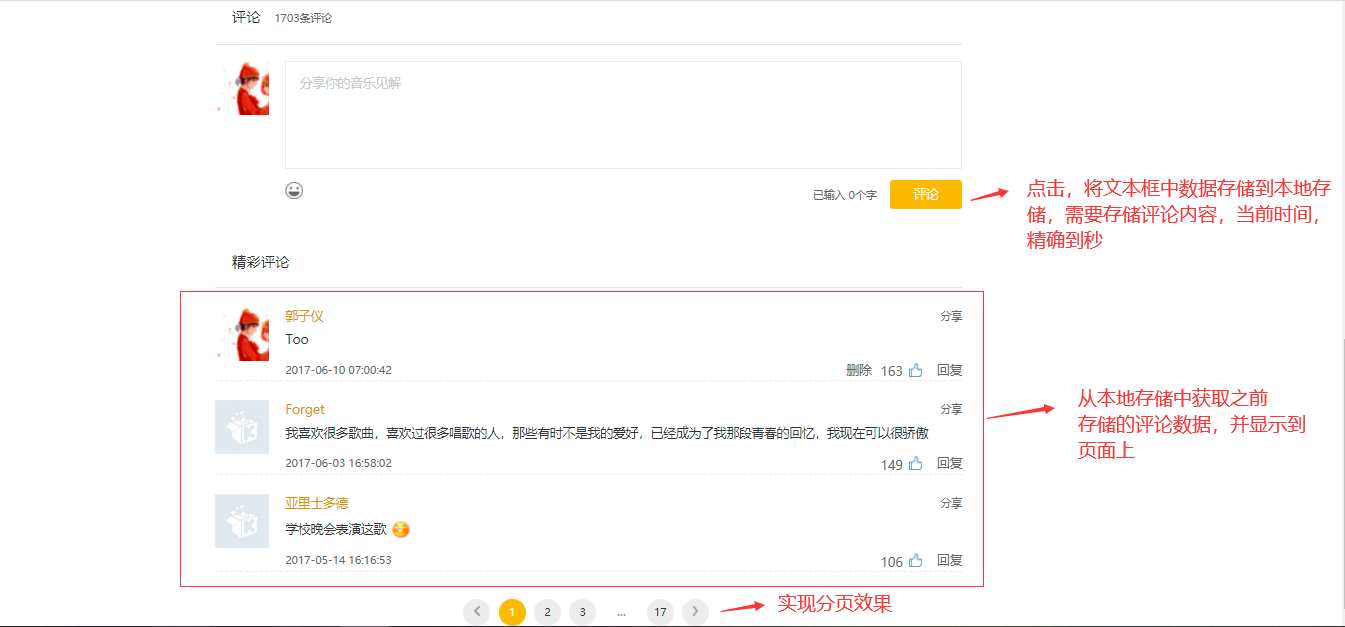 评论 1703条评论
分享你的音乐见解
已输入 0个字 评论
点击，将文本框中数据存储到本地存
储，需要存储评论内容，当前时间，
精确到秒
精彩评论
郭子仪 分享
Too
2017-06-10 07:00:42 删除 163 回复
Forget 分享
我喜欢很多歌曲，喜欢过很多唱歌的人，那些有时不是我的爱好，已经成为了我那段青春的回忆，我现在可以很骄傲
2017-06-03 16:58:02 149 回复
从本地存储中获取之前
存储的评论数据，并显示到
页面上
亚里士多德 分享
学校晚会表演这歌
2017-05-14 16:16:53 106 回复
< 1 2 3 ... 17 >
实现分页效果